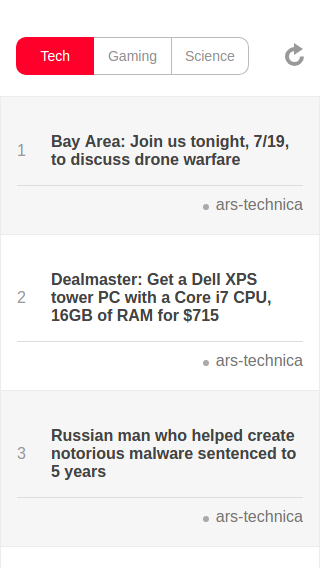 Tech Gaming Science
1
Bay Area: Join us tonight, 7/19,
to discuss drone warfare
ars-technica
2
Dealmaster: Get a Dell XPS
tower PC with a Core i7 CPU,
16GB of RAM for $715
ars-technica
3
Russian man who helped create
notorious malware sentenced to
5 years
ars-technica